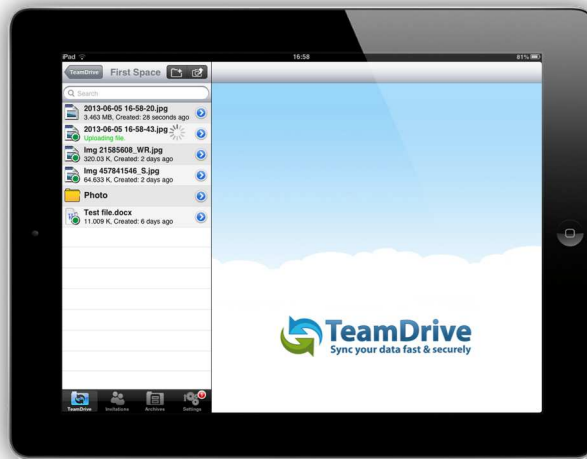 iPad 16:58 81%
TeamDrive First Space
Search
2013-06-05 16-58-20.jpg
3.463 MB, Created: 28 seconds ago
2013-06-05 16-58-43.jpg
Uploading file.
Img 21585608_WR.jpg
320.03 K, Created: 2 days ago
Img 457841546_S.jpg
64.633 K, Created: 2 days ago
Photo
Test file.docx
11.009 K, Created: 6 days ago
TeamDrive
Sync your data fast & securely
TeamDrive Invitations Archives Settings